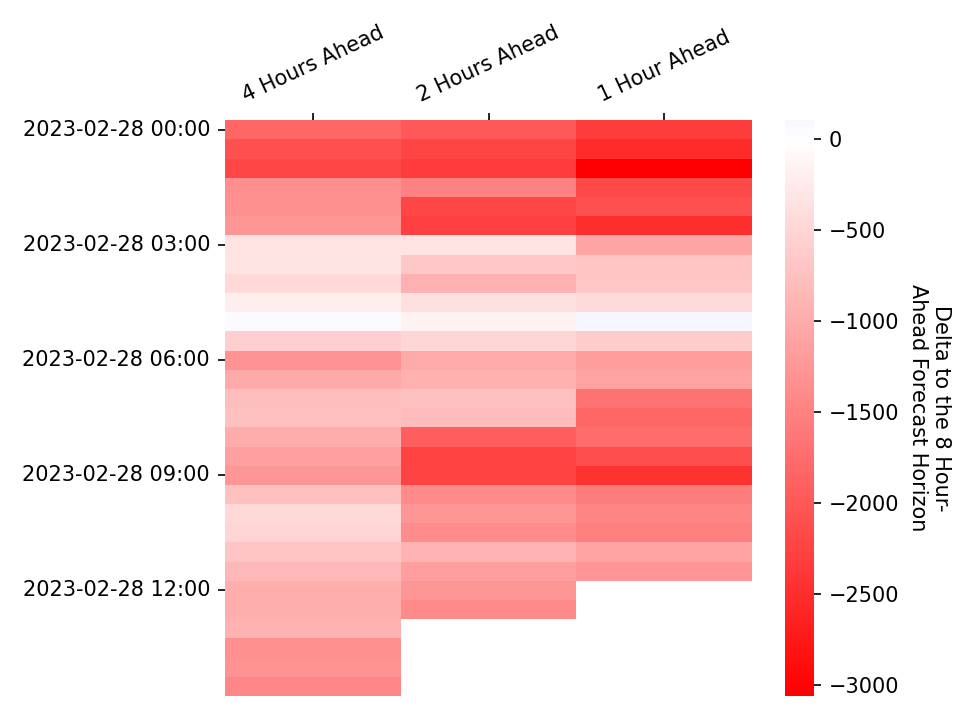 4 Hours Ahead
2 Hours Ahead
1 Hour Ahead
2023-02-28 00:00
2023-02-28 03:00
2023-02-28 06:00
2023-02-28 09:00
2023-02-28 12:00
0
−500
−1000
−1500
−2000
−2500
−3000
Delta to the 8 Hour-
Ahead Forecast Horizon